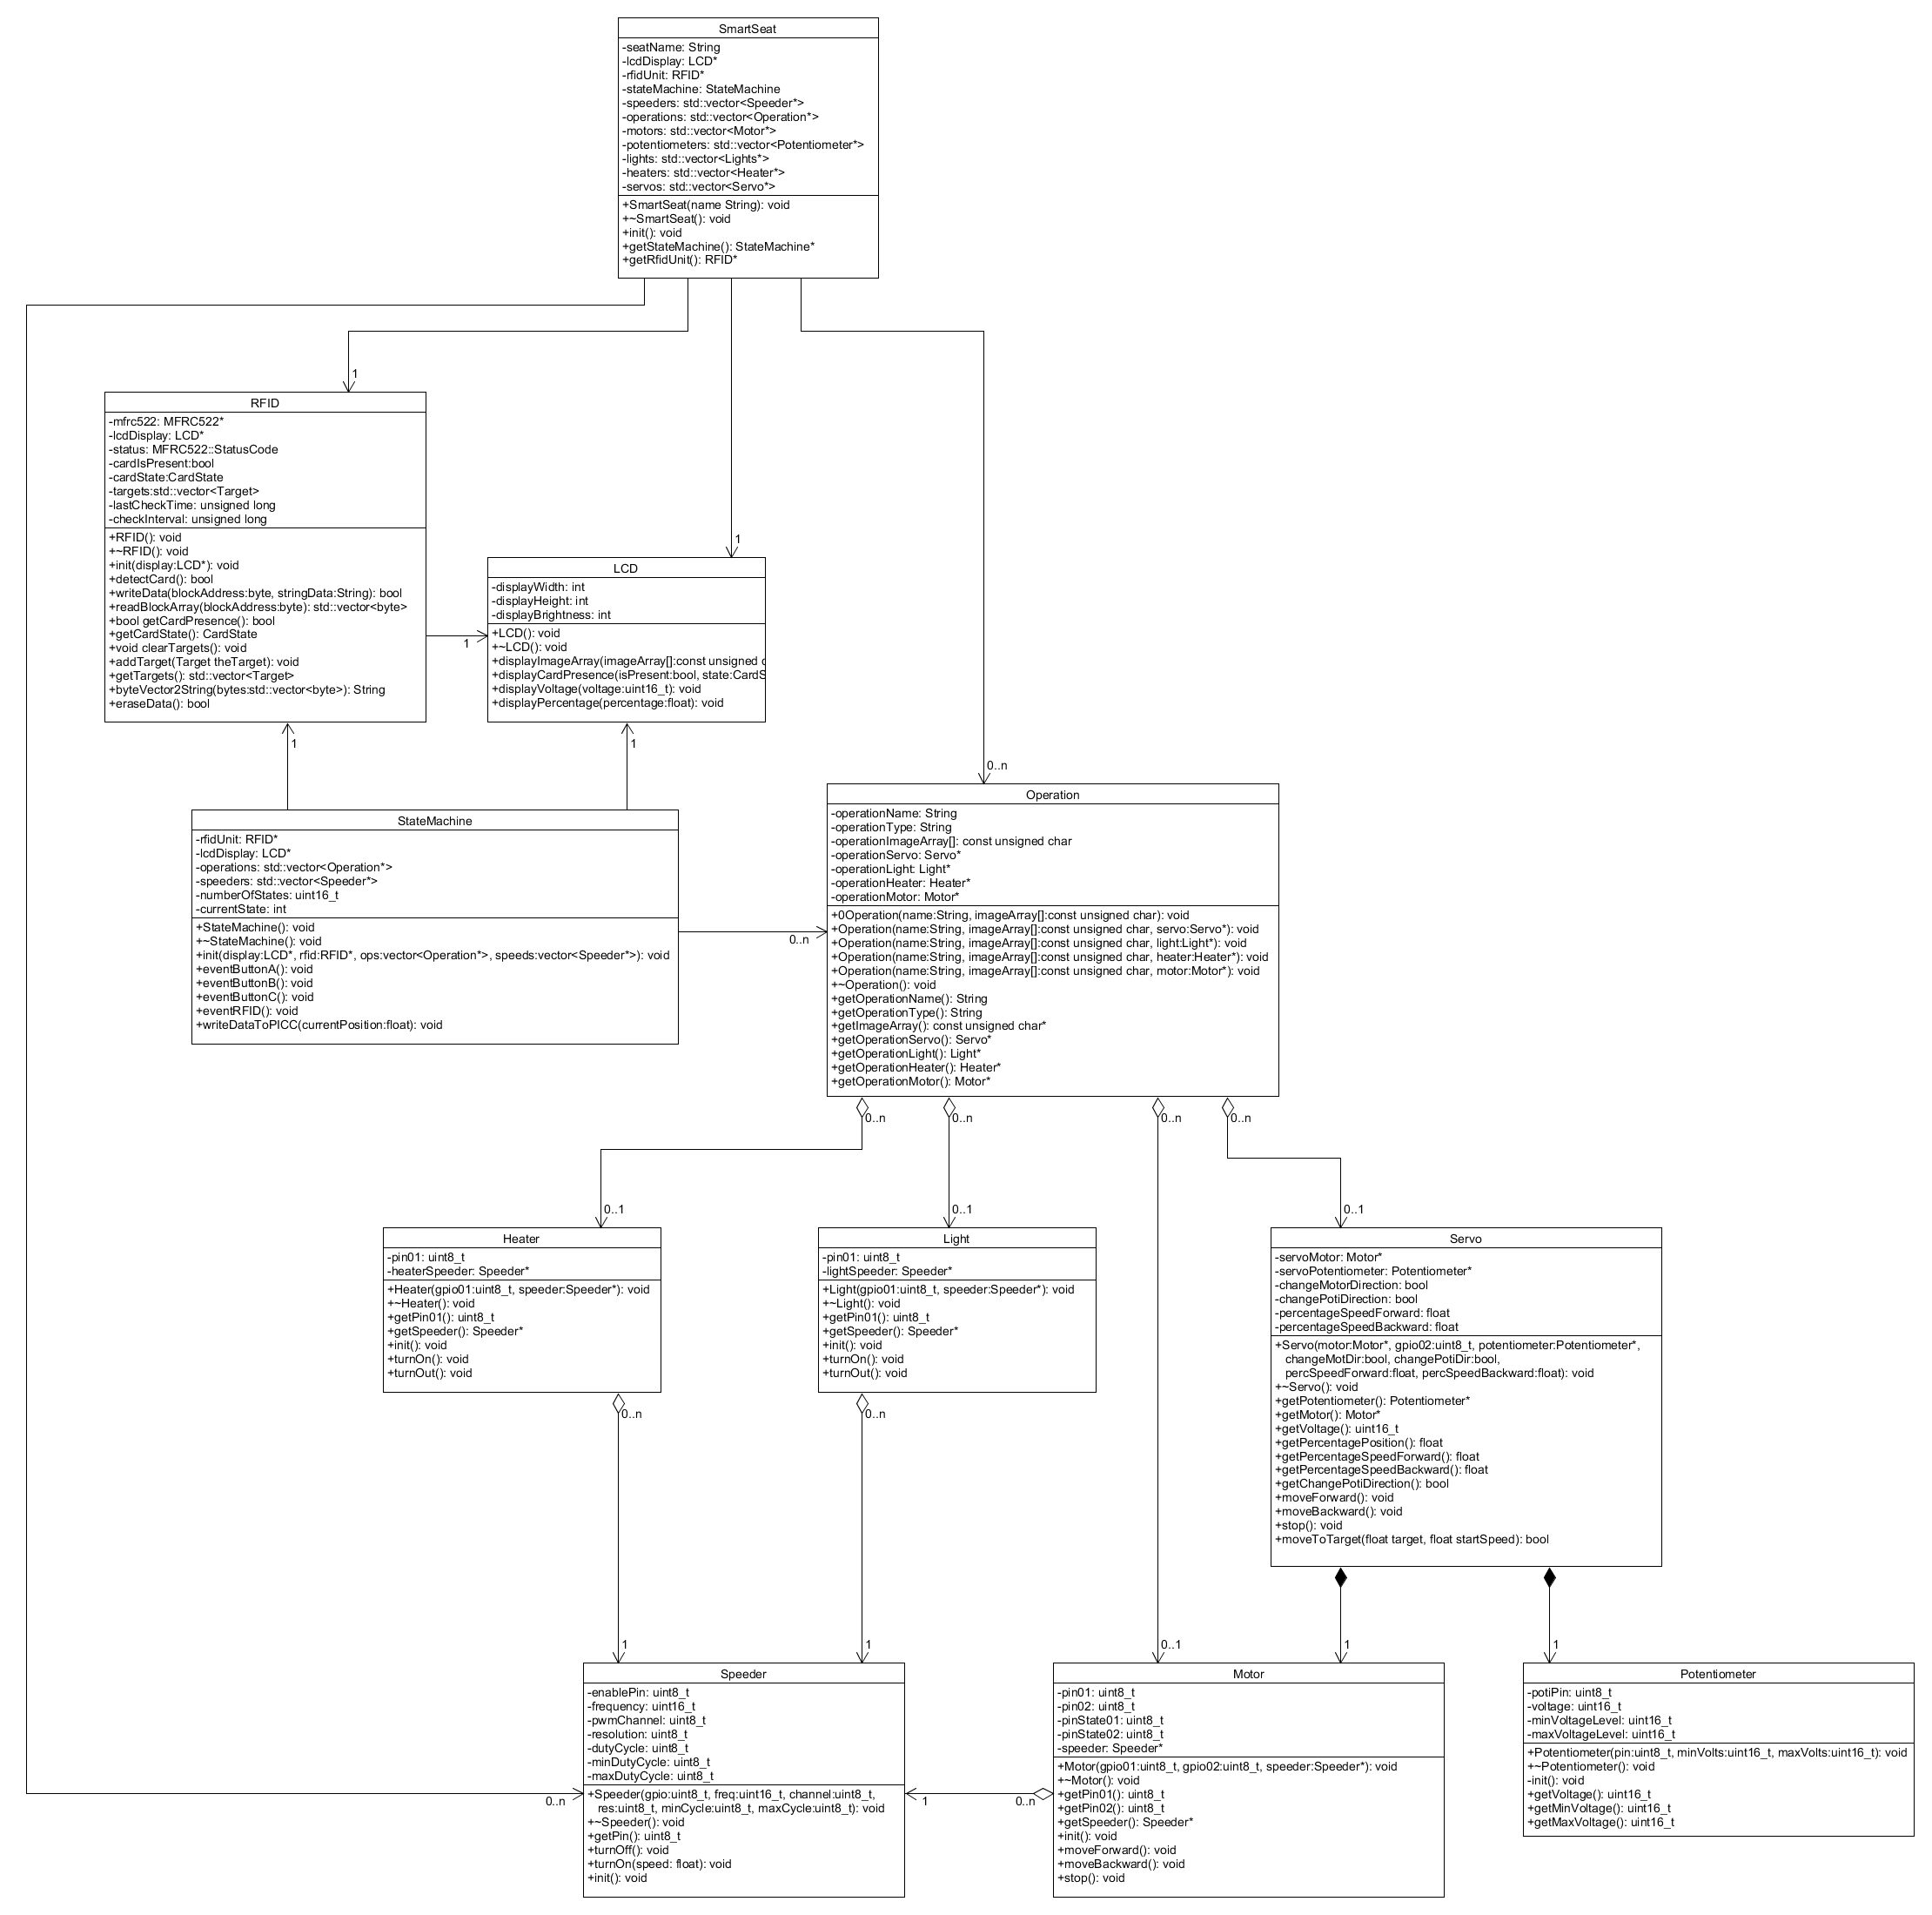 SmartSeat
-seatName: String
-lcdDisplay: LCD*
-rfidUnit: RFID*
-stateMachine: StateMachine
-speeders: std::vector<Speeder*>
-operations: std::vector<Operation*>
-motors: std::vector<Motor*>
-potentiometers: std::vector<Potentiometer*>
-lights: std::vector<Lights*>
-heaters: std::vector<Heater*>
-servos: std::vector<Servo*>
+SmartSeat(name String): void
+~SmartSeat(): void
+init(): void
+getStateMachine(): StateMachine*
+getRfidUnit(): RFID*
1
RFID
-mfrc522: MFRC522*
-lcdDisplay: LCD*
-status: MFRC522::StatusCode
-cardIsPresent:bool
-cardState:CardState
-targets:std::vector<Target>
-lastCheckTime: unsigned long
-checkInterval: unsigned long
+RFID(): void
+~RFID(): void
+init(display:LCD*): void
+detectCard(): bool
+writeData(blockAddress:byte, stringData:String): bool
+readBlockArray(blockAddress:byte): std::vector<byte>
+bool getCardPresence(): bool
+getCardState(): CardState
+void clearTargets(): void
+addTarget(Target theTarget): void
+getTargets(): std::vector<Target>
+byteVector2String(bytes:std::vector<byte>): String
+eraseData(): bool
1
1
LCD
-displayWidth: int
-displayHeight: int
-displayBrightness: int
+LCD(): void
+~LCD(): void
+displayImageArray(imageArray[]:const unsigned c
+displayCardPresence(isPresent:bool, state:CardS
+displayVoltage(voltage:uint16_t): void
+displayPercentage(percentage:float): void
1
1
0..n
StateMachine
-rfidUnit: RFID*
-lcdDisplay: LCD*
-operations: std::vector<Operation*>
-speeders: std::vector<Speeder*>
-numberOfStates: uint16_t
-currentState: int
+StateMachine(): void
+~StateMachine(): void
+init(display:LCD*, rfid:RFID*, ops:vector<Operation*>, speeds:vector<Speeder*>): void
+eventButtonA(): void
+eventButtonB(): void
+eventButtonC(): void
+eventRFID(): void
+writeDataToPICC(currentPosition:float): void
0..n
Operation
-operationName: String
-operationType: String
-operationImageArray[]: const unsigned char
-operationServo: Servo*
-operationLight: Light*
-operationHeater: Heater*
-operationMotor: Motor*
+0Operation(name:String, imageArray[]:const unsigned char): void
+Operation(name:String, imageArray[]:const unsigned char, servo:Servo*): void
+Operation(name:String, imageArray[]:const unsigned char, light:Light*): void
+Operation(name:String, imageArray[]:const unsigned char, heater:Heater*): void
+Operation(name:String, imageArray[]:const unsigned char, motor:Motor*): void
+~Operation(): void
+getOperationName(): String
+getOperationType(): String
+getImageArray(): const unsigned char*
+getOperationServo(): Servo*
+getOperationLight(): Light*
+getOperationHeater(): Heater*
+getOperationMotor(): Motor*
0..n
0..n
0..n
0..n
0..1
0..1
0..1
Heater
-pin01: uint8_t
-heaterSpeeder: Speeder*
+Heater(gpio01:uint8_t, speeder:Speeder*): void
+~Heater(): void
+getPin01(): uint8_t
+getSpeeder(): Speeder*
+init(): void
+turnOn(): void
+turnOut(): void
0..n
Light
-pin01: uint8_t
-lightSpeeder: Speeder*
+Light(gpio01:uint8_t, speeder:Speeder*): void
+~Light(): void
+getPin01(): uint8_t
+getSpeeder(): Speeder*
+init(): void
+turnOn(): void
+turnOut(): void
0..n
Servo
-servoMotor: Motor*
-servoPotentiometer: Potentiometer*
-changeMotorDirection: bool
-changePotiDirection: bool
-percentageSpeedForward: float
-percentageSpeedBackward: float
+Servo(motor:Motor*, gpio02:uint8_t, potentiometer:Potentiometer*,
changeMotDir:bool, changePotiDir:bool,
percSpeedForward:float, percSpeedBackward:float): void
+~Servo(): void
+getPotentiometer(): Potentiometer*
+getMotor(): Motor*
+getVoltage(): uint16_t
+getPercentagePosition(): float
+getPercentageSpeedForward(): float
+getPercentageSpeedBackward(): float
+getChangePotiDirection(): bool
+moveForward(): void
+moveBackward(): void
+stop(): void
+moveToTarget(float target, float startSpeed): bool
1
1
0..1
1
1
Speeder
-enablePin: uint8_t
-frequency: uint16_t
-pwmChannel: uint8_t
-resolution: uint8_t
-dutyCycle: uint8_t
-minDutyCycle: uint8_t
-maxDutyCycle: uint8_t
+Speeder(gpio:uint8_t, freq:uint16_t, channel:uint8_t,
res:uint8_t, minCycle:uint8_t, maxCycle:uint8_t): void
+~Speeder(): void
+getPin(): uint8_t
+turnOff(): void
+turnOn(speed: float): void
+init(): void
0..n
1
0..n
Motor
-pin01: uint8_t
-pin02: uint8_t
-pinState01: uint8_t
-pinState02: uint8_t
-speeder: Speeder*
+Motor(gpio01:uint8_t, gpio02:uint8_t, speeder:Speeder*): void
+~Motor(): void
+getPin01(): uint8_t
+getPin02(): uint8_t
+getSpeeder(): Speeder*
+init(): void
+moveForward(): void
+moveBackward(): void
+stop(): void
Potentiometer
-potiPin: uint8_t
-voltage: uint16_t
-minVoltageLevel: uint16_t
-maxVoltageLevel: uint16_t
+Potentiometer(pin:uint8_t, minVolts:uint16_t, maxVolts:uint16_t): void
+~Potentiometer(): void
-init(): void
+getVoltage(): uint16_t
+getMinVoltage(): uint16_t
+getMaxVoltage(): uint16_t